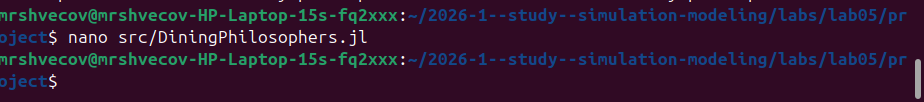 mrshvecov@mrshvecov-HP-Laptop-15s-fq2xxx:~/2026-1--study--simulation-modeling/labs/lab05/pr
oject$ nano src/DiningPhilosophers.jl
mrshvecov@mrshvecov-HP-Laptop-15s-fq2xxx:~/2026-1--study--simulation-modeling/labs/lab05/pr
oject$